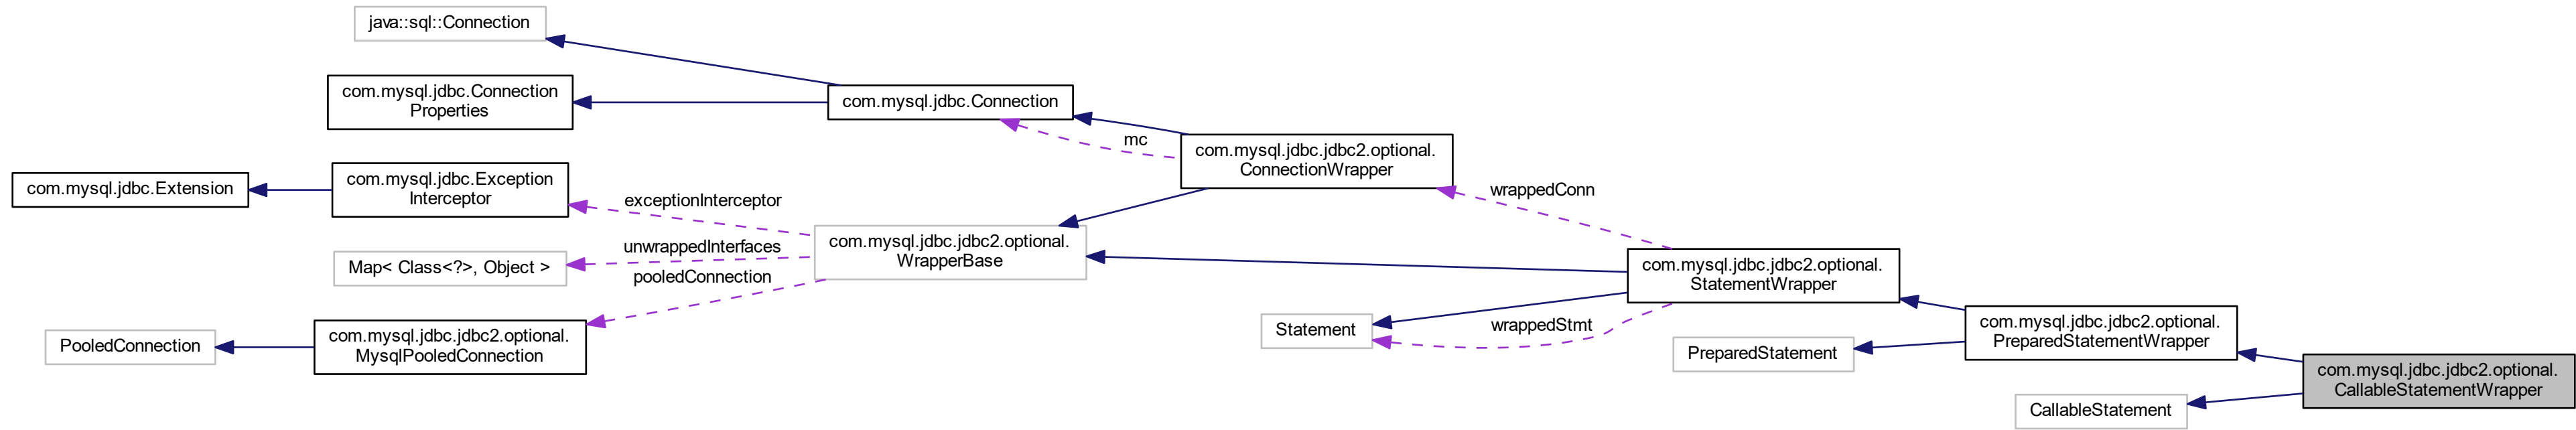 java::sql::Connection
com.mysql.jdbc.Connection
Properties
com.mysql.jdbc.Connection
mc
com.mysql.jdbc.jdbc2.optional.
ConnectionWrapper
com.mysql.jdbc.Extension
com.mysql.jdbc.Exception
Interceptor
exceptionInterceptor
wrappedConn
unwrappedInterfaces
Map< Class<?>, Object >
pooledConnection
com.mysql.jdbc.jdbc2.optional.
WrapperBase
com.mysql.jdbc.jdbc2.optional.
StatementWrapper
PooledConnection
com.mysql.jdbc.jdbc2.optional.
MysqlPooledConnection
Statement
wrappedStmt
com.mysql.jdbc.jdbc2.optional.
PreparedStatementWrapper
PreparedStatement
com.mysql.jdbc.jdbc2.optional.
CallableStatementWrapper
CallableStatement